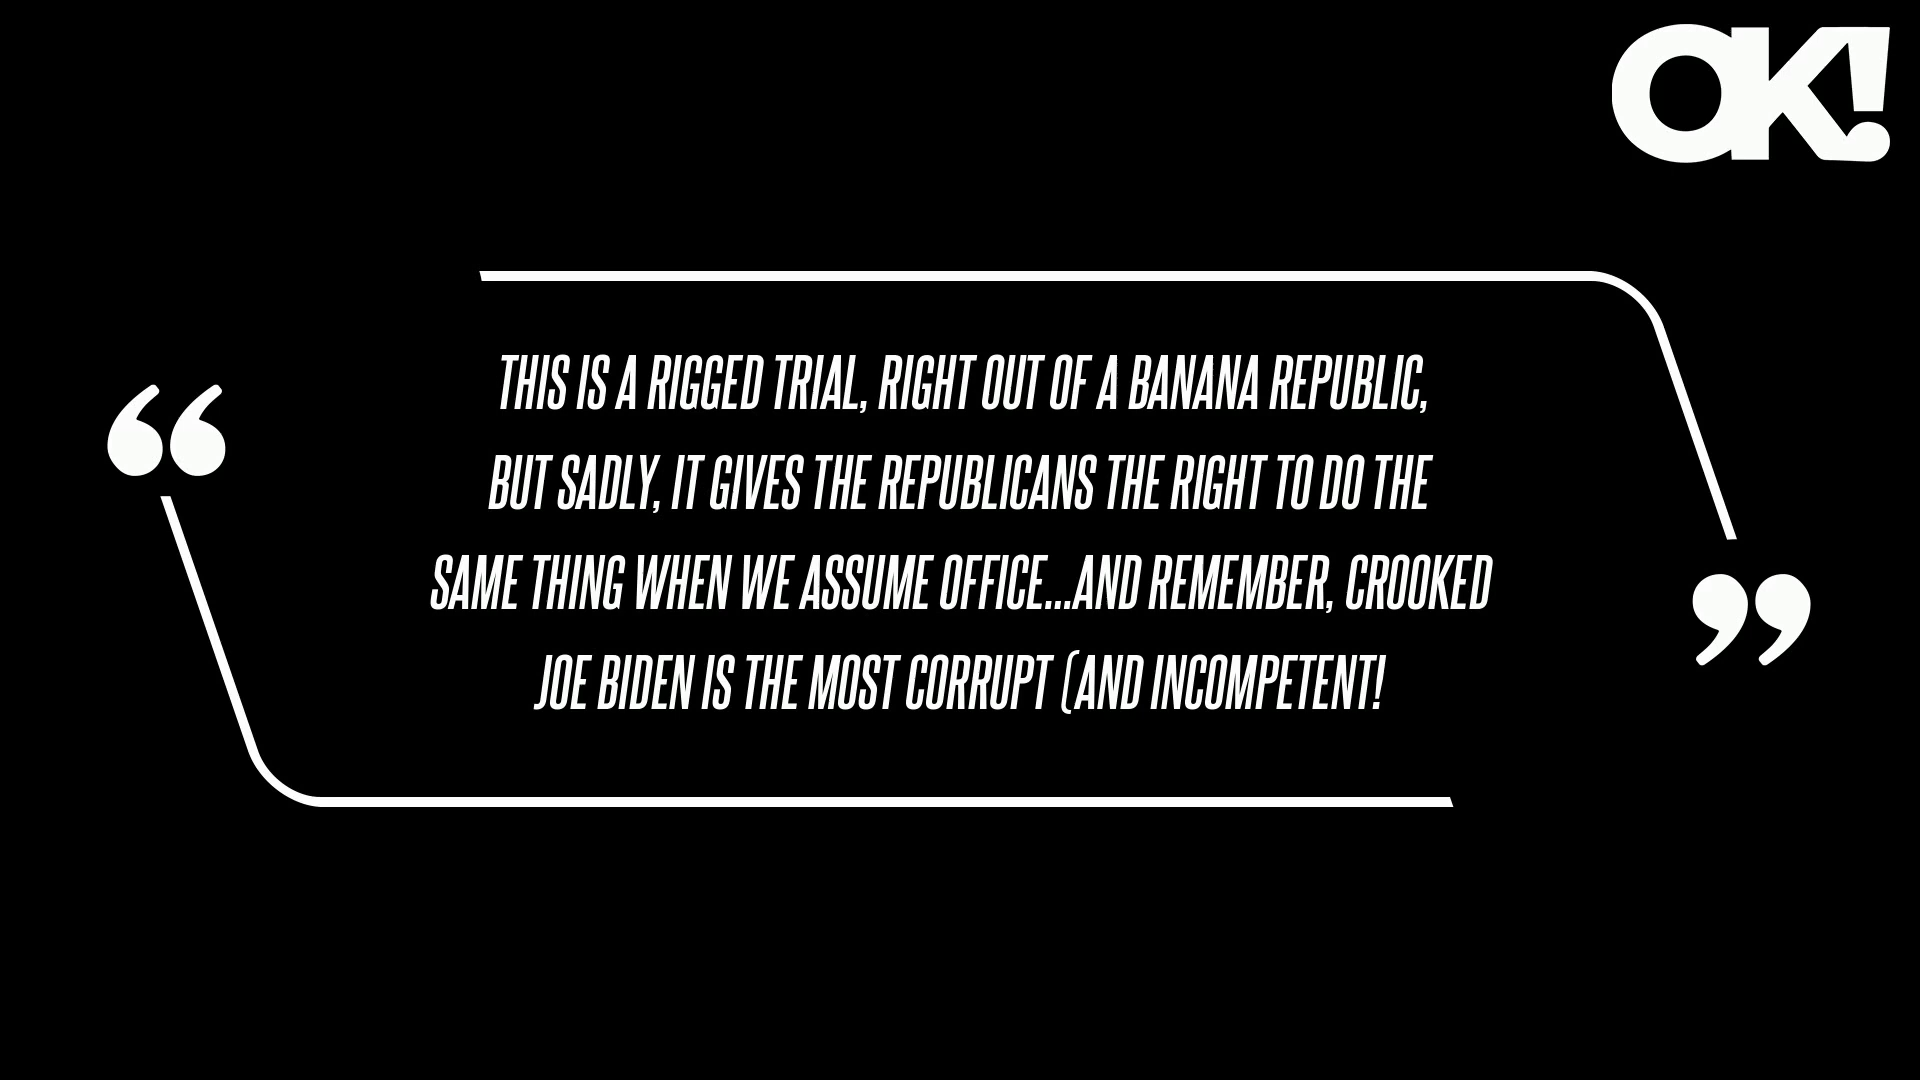 OK!
THIS IS A RIGGED TRIAL, RIGHT OUT OF A BANANA REPUBLIC,
BUT SADLY, IT GIVES THE REPUBLICANS THE RIGHT TO DO THE
SAME THING WHEN WE ASSUME OFFICE...AND REMEMBER, CROOKED
JOE BIDEN IS THE MOST CORRUPT (AND INCOMPETENT!